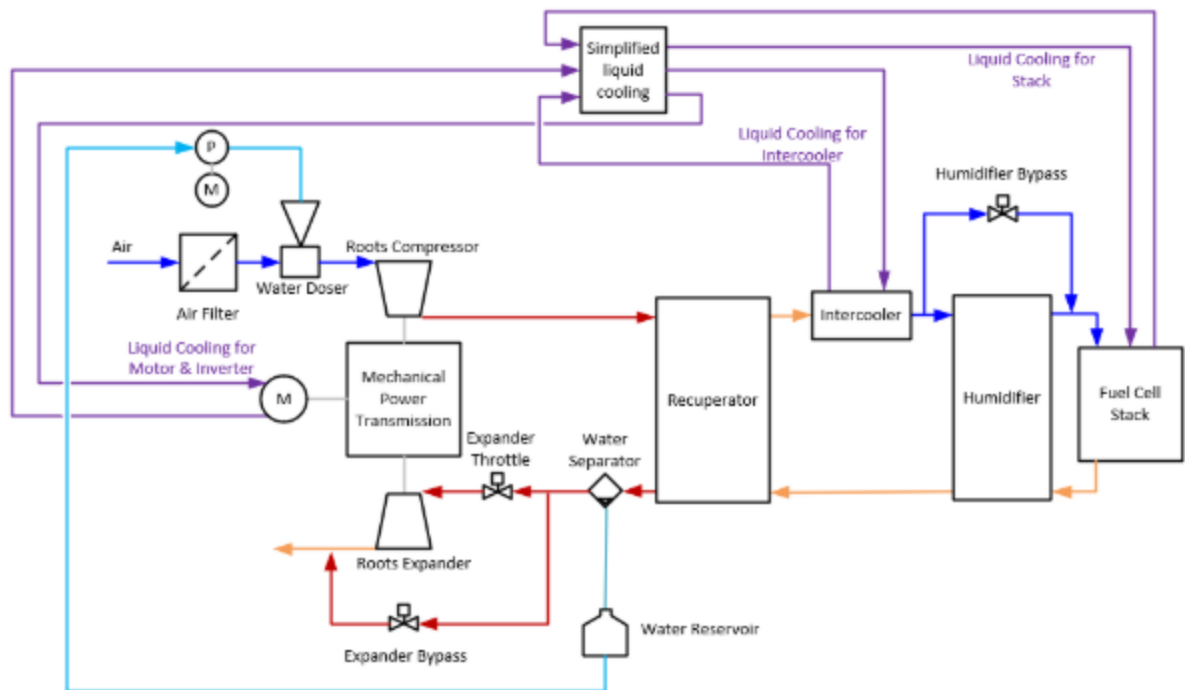 Simplified
liquid
cooling
Liquid Cooling for
Stack
Liquid Cooling for
Intercooler
P
M
Humidifier Bypass
Air
Roots Compressor
Water Doser
Air Filter
Intercooler
Liquid Cooling for
Motor & Inverter
M
Mechanical
Power
Transmission
Recuperator
Humidifier
Fuel Cell
Stack
Expander
Throttle
Water
Separator
Roots Expander
Water Reservoir
Expander Bypass